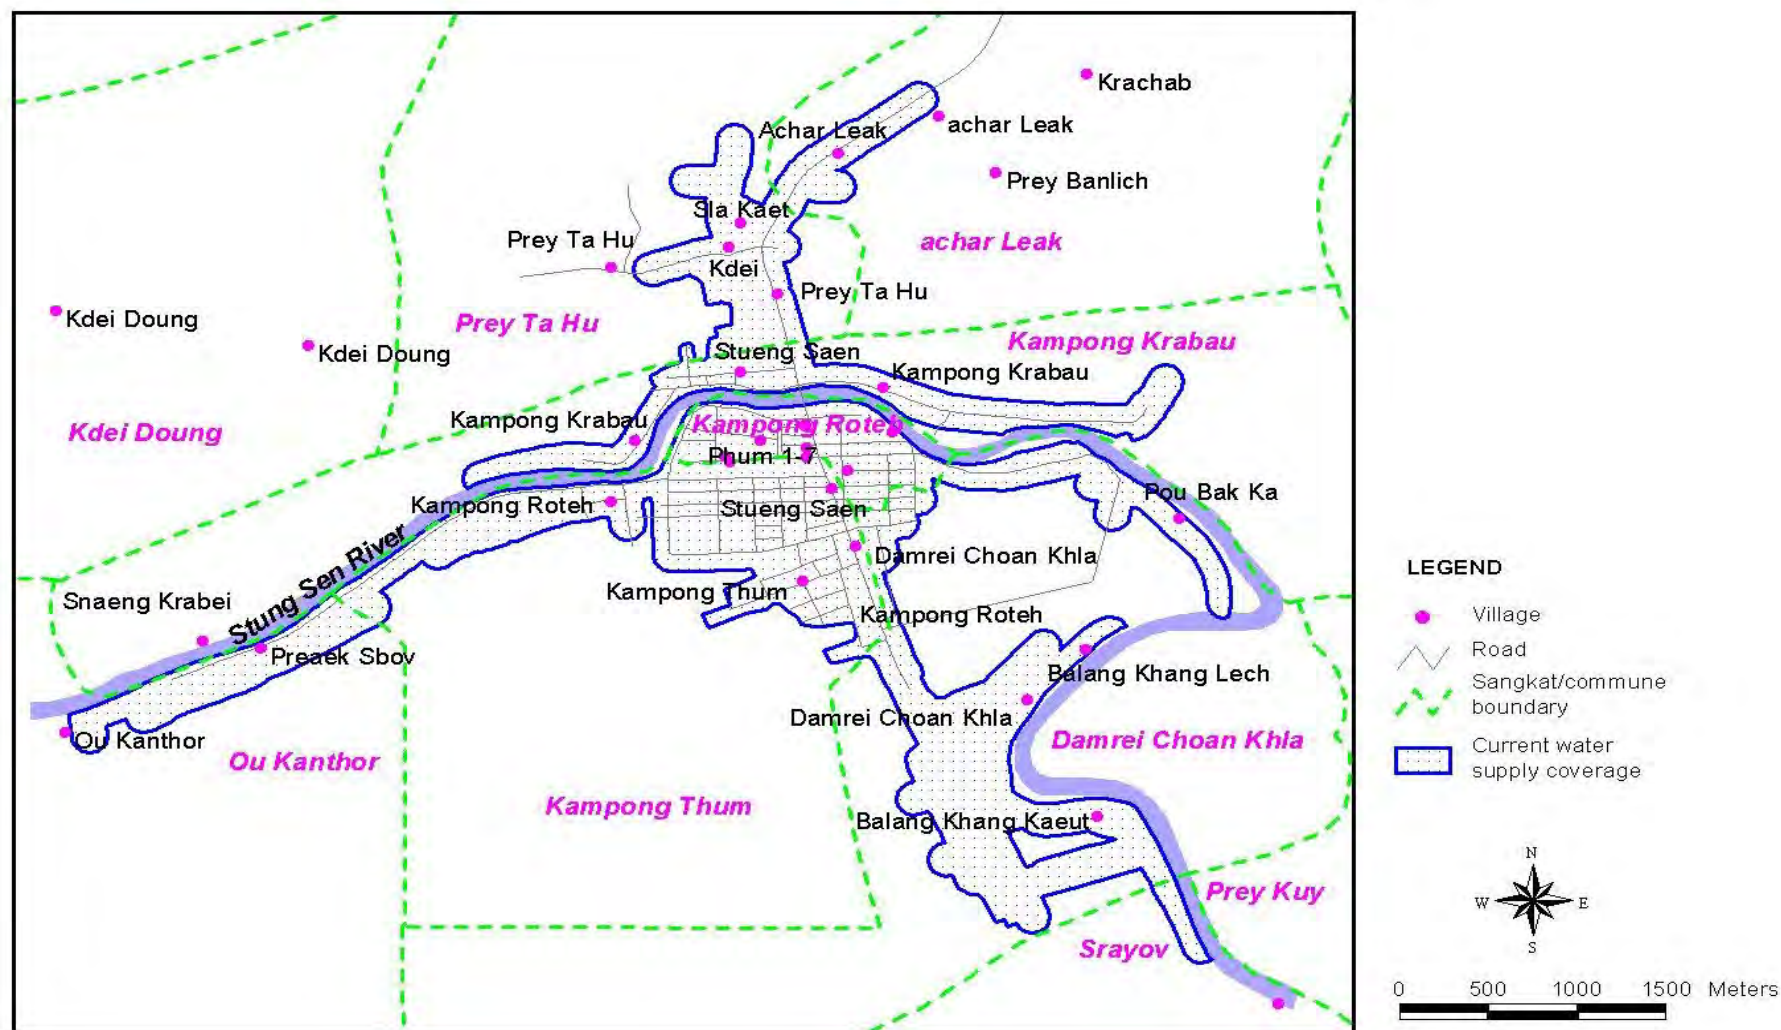 Krachab
achar Leak
Achar Leak
Prey Banlich
Sla Kaet
Prey Ta Hu
achar Leak
Kdei
Prey Ta Hu
Kdei Doung
Prey Ta Hu
Kampong Krabau
Kdei Doung
Stueng Saen
Kampong Krabau
Kampong Krabau
Kampong Roteh
Kdei Doung
Phum 1-7
Pou Bak Ka
Kampong Roteh
Stueng Saen
Stung Sen River
Damrei Choan Khla
Kampong Thum
Snaeng Krabei
Kampong Roteh
Preaek Sbov
Balang Khang Lech
Damrei Choan Khla
Ou Kanthor
Damrei Choan Khla
Ou Kanthor
Kampong Thum
Balang Khang Kaeut
Prey Kuy
Srayov
LEGEND
Village
Road
Sangkat/commune
boundary
Current water
supply coverage
N
W E
S
0 500 1000 1500 Meters